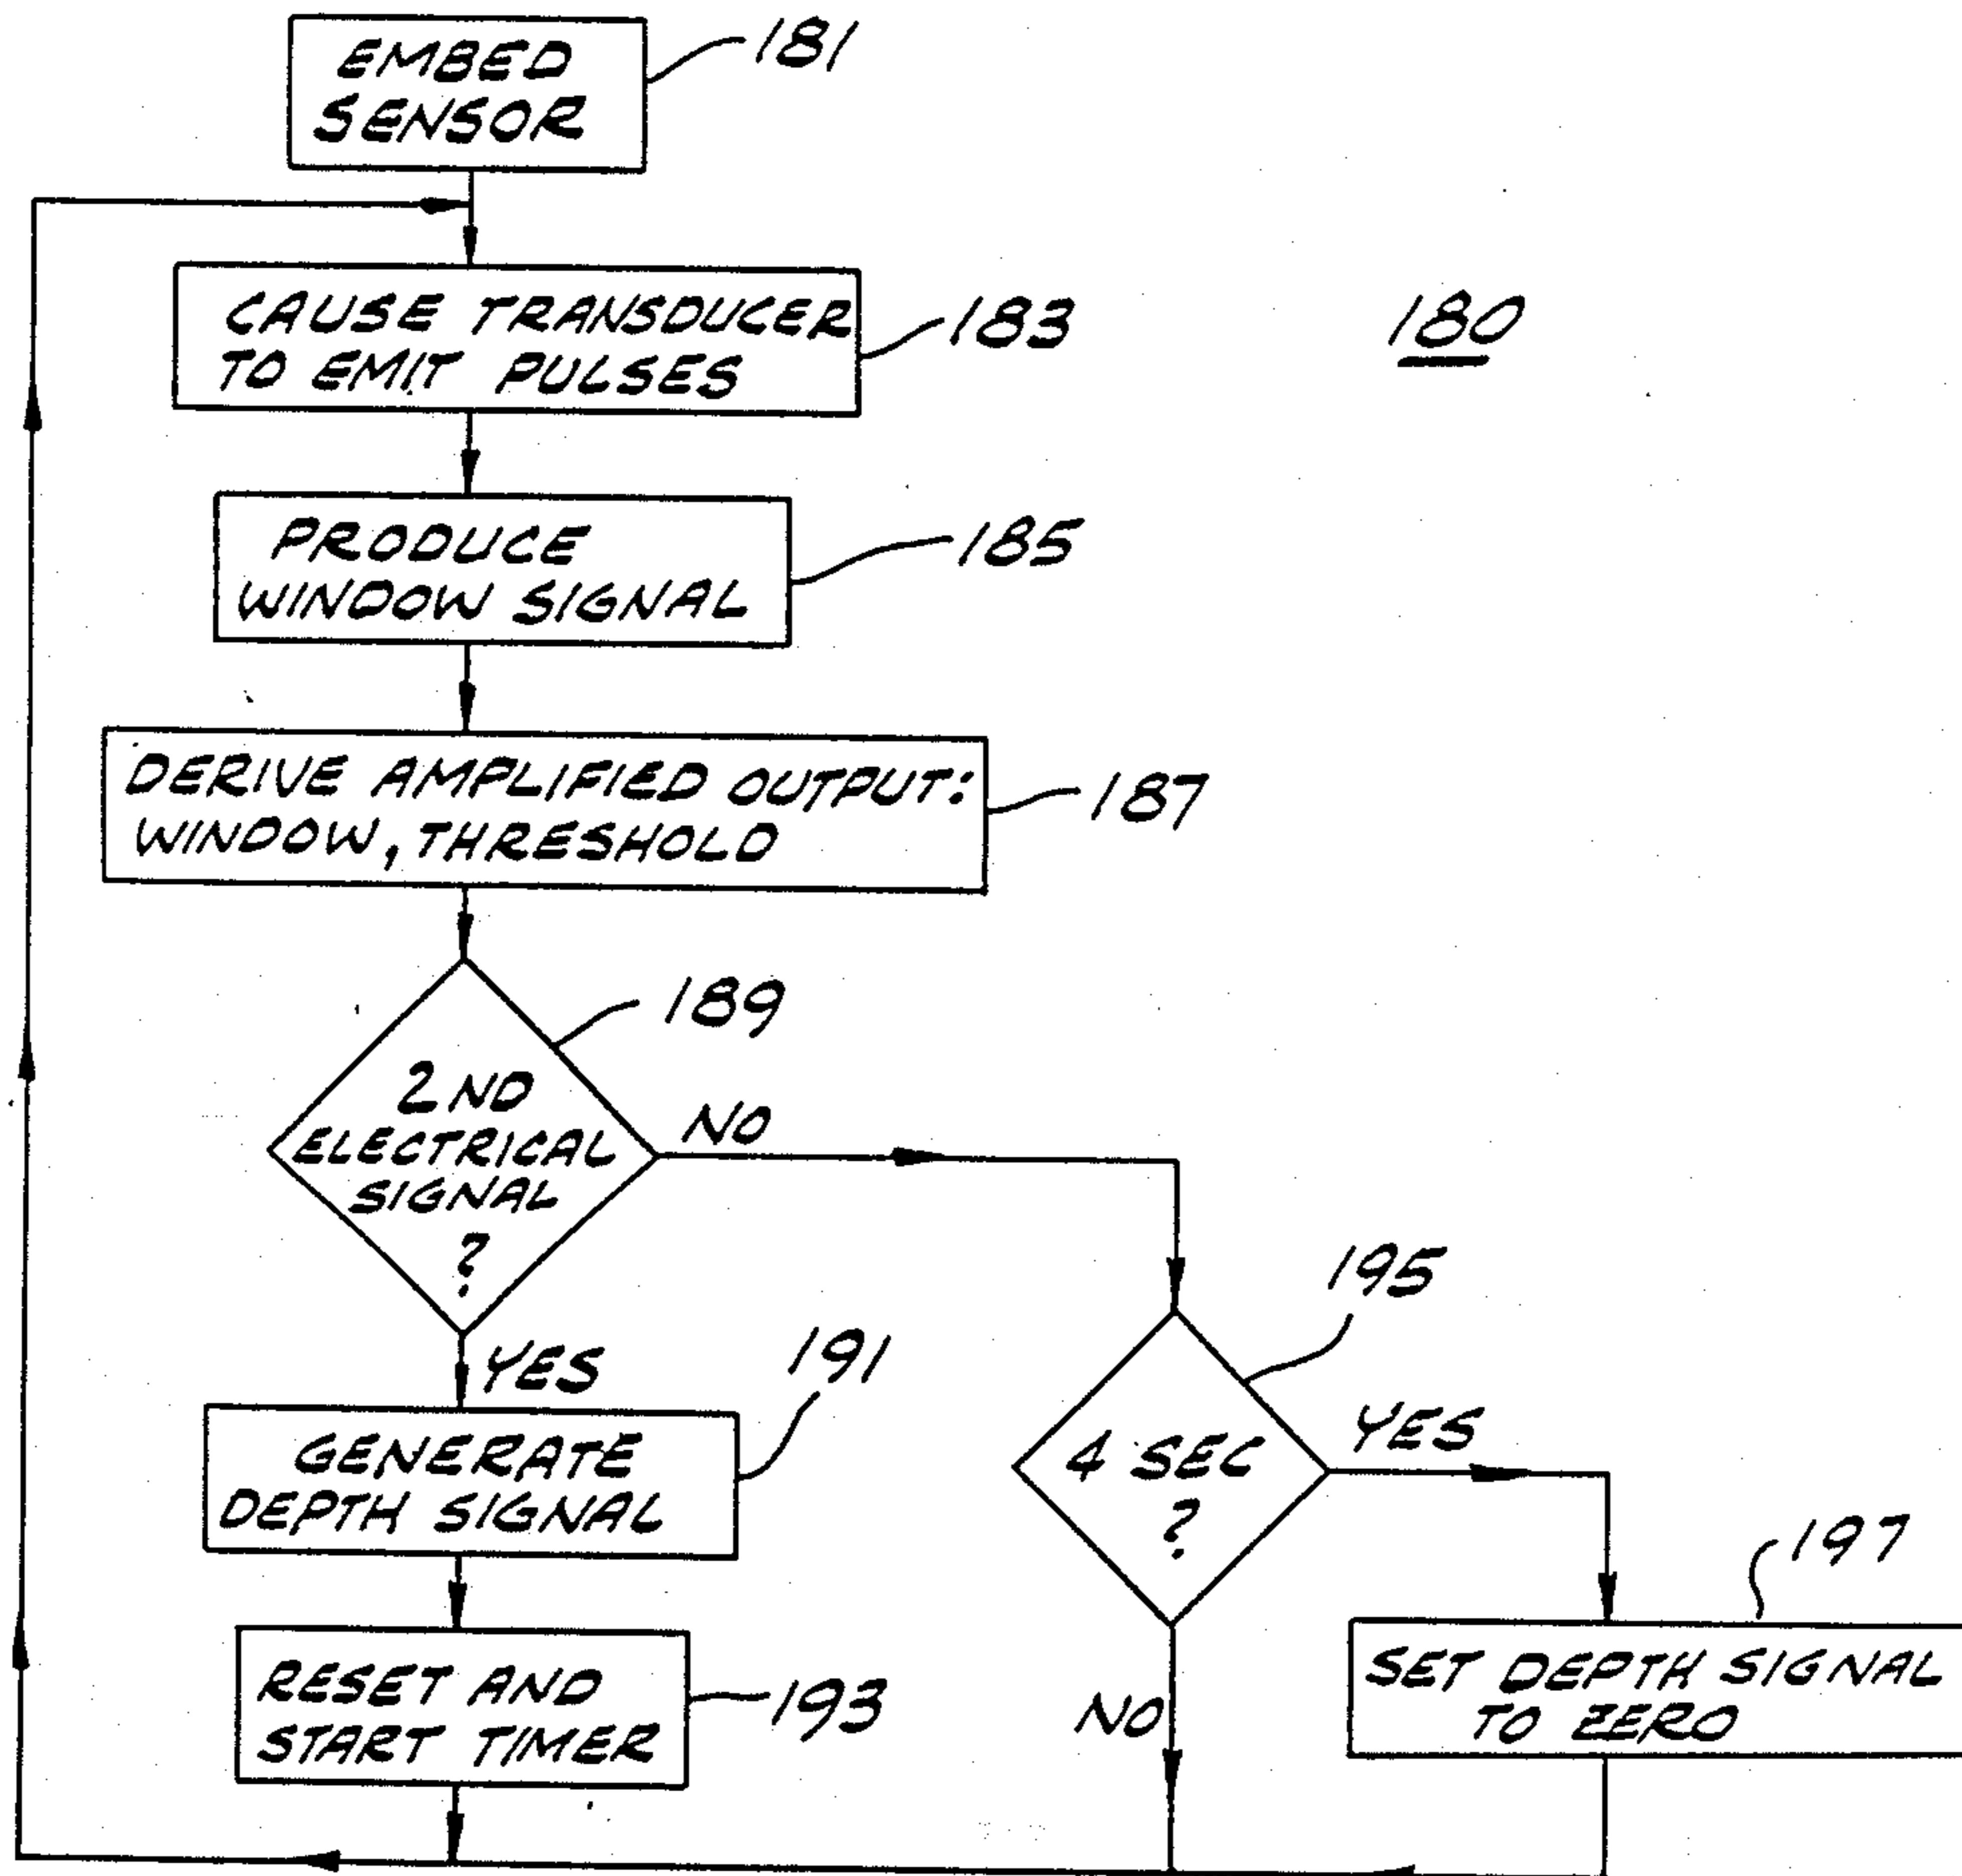 EMBED
SENSOR
181
CAUSE TRANSDUCER
TO EMIT PULSES
183
180
PRODUCE
WINDOW SIGNAL
185
DERIVE AMPLIFIED OUTPUT:
WINDOW, THRESHOLD
187
189
2ND
ELECTRICAL
SIGNAL
?
NO
YES
191
GENERATE
DEPTH SIGNAL
195
4 SEC
?
YES
NO
197
RESET AND
START TIMER
193
SET DEPTH SIGNAL
TO ZERO